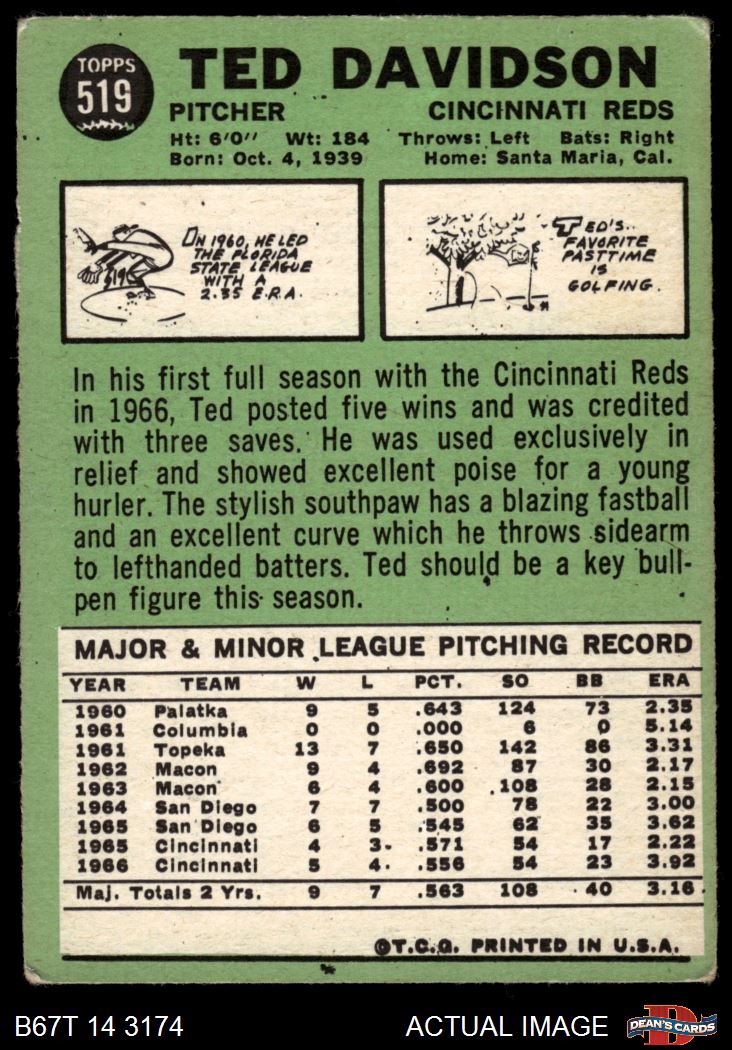 TOPPS
519
TED DAVIDSON
PITCHER CINCINNATI REDS
Ht: 6'0" Wt: 184 Throws: Left Bats: Right
Born: Oct. 4, 1939 Home: Santa Maria, Cal.
519
IN 1960, HE LED
THE FLORIDA
STATE LEAGUE
WITH A
2.35 E.R.A.
TED'S
FAVORITE
PASTTIME
IS
GOLFING.
In his first full season with the Cincinnati Reds
in 1966, Ted posted five wins and was credited
with three saves. He was used exclusively in
relief and showed excellent poise for a young
hurler. The stylish southpaw has a blazing fastball
and an excellent curve which he throws sidearm
to lefthanded batters. Ted should be a key bull-
pen figure this season.
MAJOR & MINOR LEAGUE PITCHING RECORD
YEAR TEAM W L PCT. SO BB ERA
1960 Palatka 9 5 .643 124 73 2.35
1961 Columbia 0 0 .000 6 0 5.14
1961 Topeka 13 7 .650 142 86 3.31
1962 Macon 9 4 .692 87 30 2.17
1963 Macon 6 4 .600 108 28 2.15
1964 San Diego 7 7 .500 78 22 3.00
1965 San Diego 6 5 .545 62 35 3.62
1965 Cincinnati 4 3 .571 54 17 2.22
1966 Cincinnati 5 4 .556 54 23 3.92
Maj. Totals 2 Yrs. 9 7 .563 108 40 3.16
©T.C.G. PRINTED IN U.S.A.
B67T 14 3174 ACTUAL IMAGE
D
DEAN'S CARDS